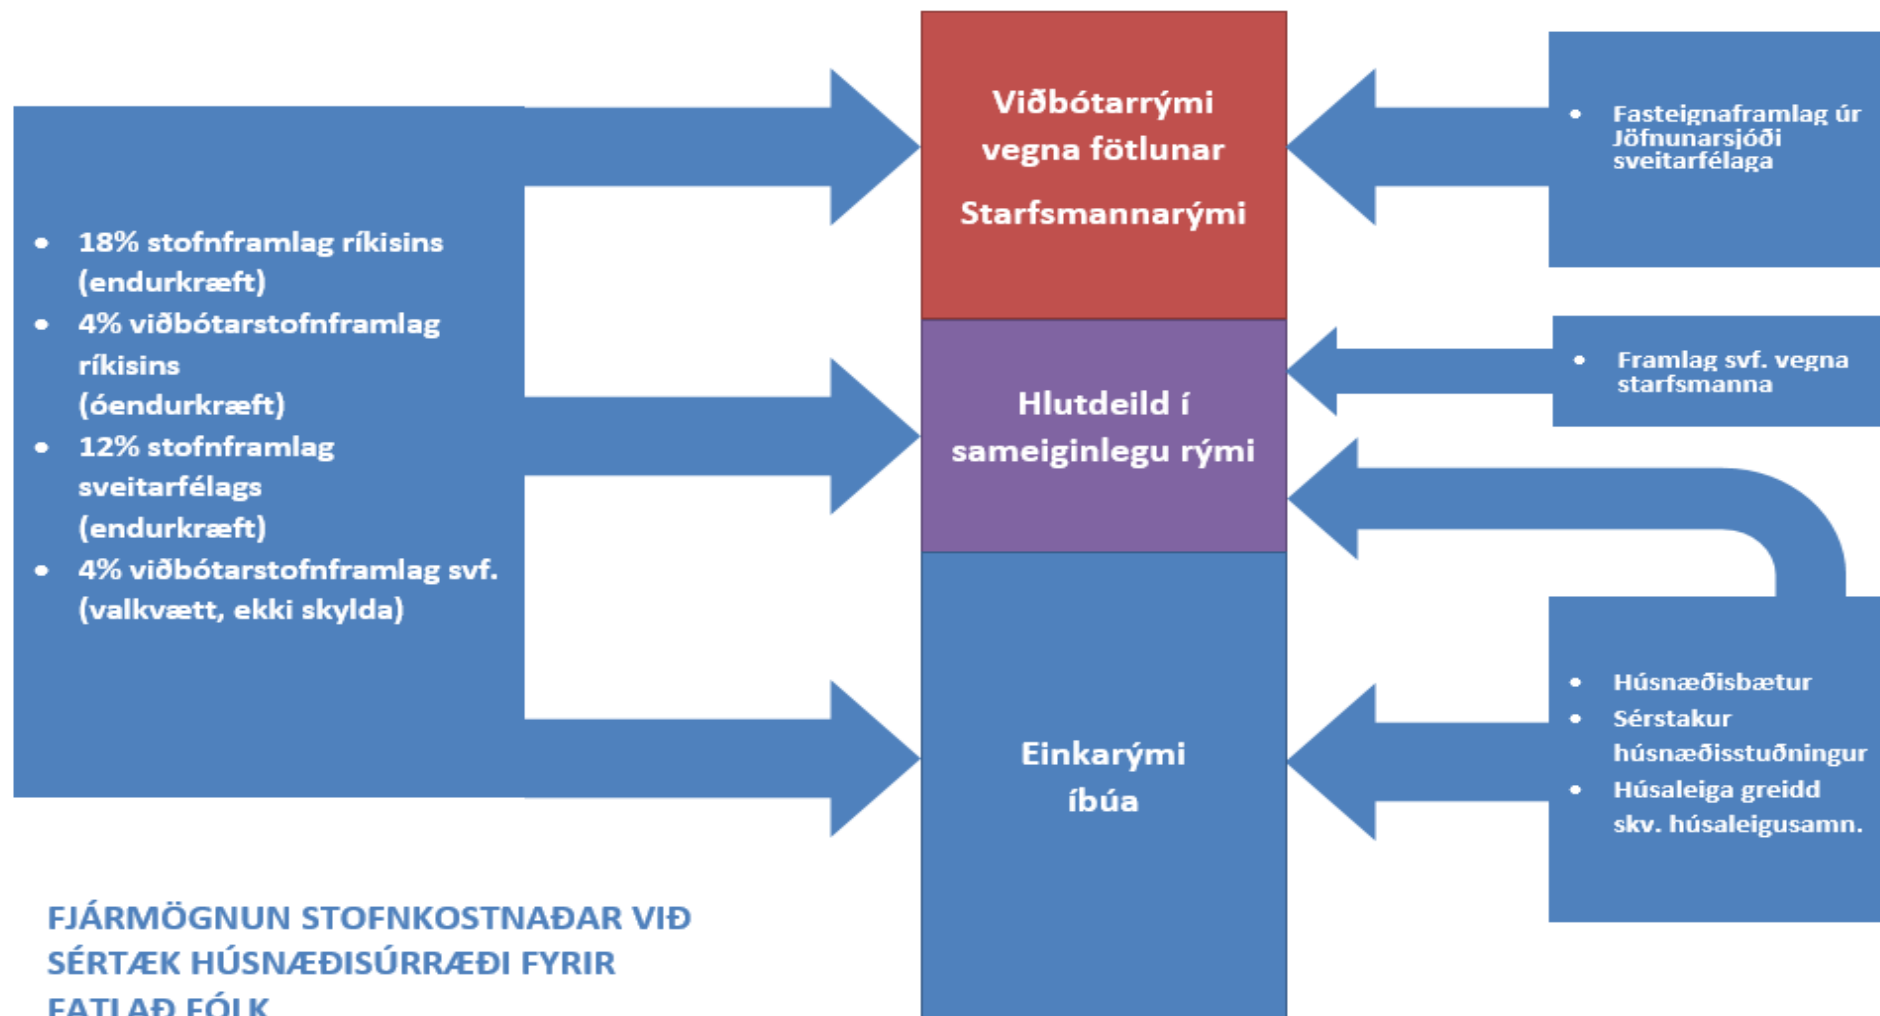 • 18% stofnframlag ríkisins
(endurkræft)
• 4% viðbótarstofnframlag
ríkisins
(óendurkræft)
• 12% stofnframlag
sveitarfélags
(endurkræft)
• 4% viðbótarstofnframlag svf.
(valkvætt, ekki skylda)
FJÁRMÖGNUN STOFNKOSTNAÐAR VIÐ
SÉRTÆK HÚSNÆÐISÚRRÆÐI FYRIR
FATLAÐ FÓLK
Viðbótarrými
vegna fötlunar
Starfsmannarými
Hlutdeild í
sameiginlegu rými
Einkarými
íbúa
• Fasteignaframlag úr
Jöfnunarsjóði
sveitarfélaga
• Framlag svf. vegna
starfsmanna
• Húsnæðisbætur
• Sérstakur
húsnæðisstuðningur
• Húsaleiga greidd
skv. húsaleigusamn.